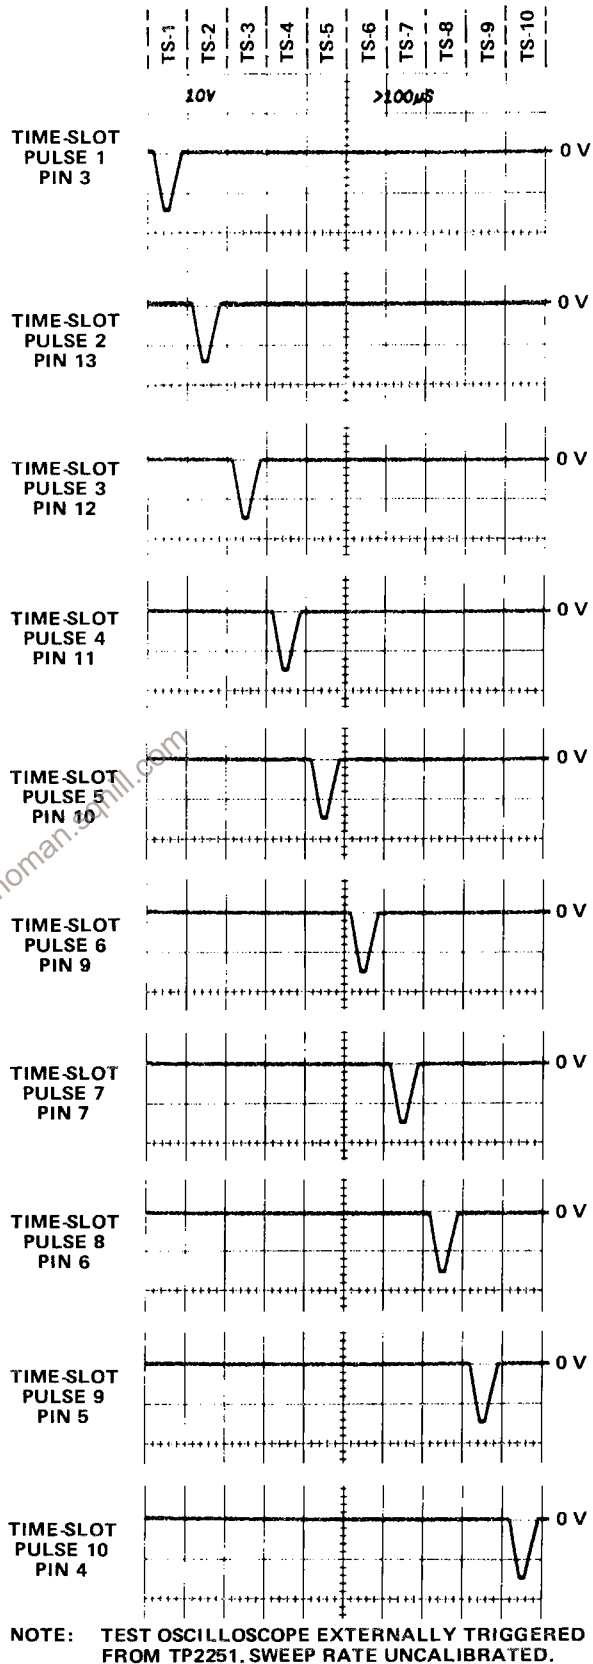 TS-1 TS-2 TS-3 TS-4 TS-5 TS-6 TS-7 TS-8 TS-9 TS-10
10V >100µS
TIME-SLOT
PULSE 1
PIN 3
0 V
TIME-SLOT
PULSE 2
PIN 13
0 V
TIME-SLOT
PULSE 3
PIN 12
0 V
TIME-SLOT
PULSE 4
PIN 11
0 V
TIME-SLOT
PULSE 5
PIN 10
0 V
TIME-SLOT
PULSE 6
PIN 9
0 V
TIME-SLOT
PULSE 7
PIN 7
0 V
TIME-SLOT
PULSE 8
PIN 6
0 V
TIME-SLOT
PULSE 9
PIN 5
0 V
TIME-SLOT
PULSE 10
PIN 4
0 V
NOTE: TEST OSCILLOSCOPE EXTERNALLY TRIGGERED
FROM TP2251. SWEEP RATE UNCALIBRATED.